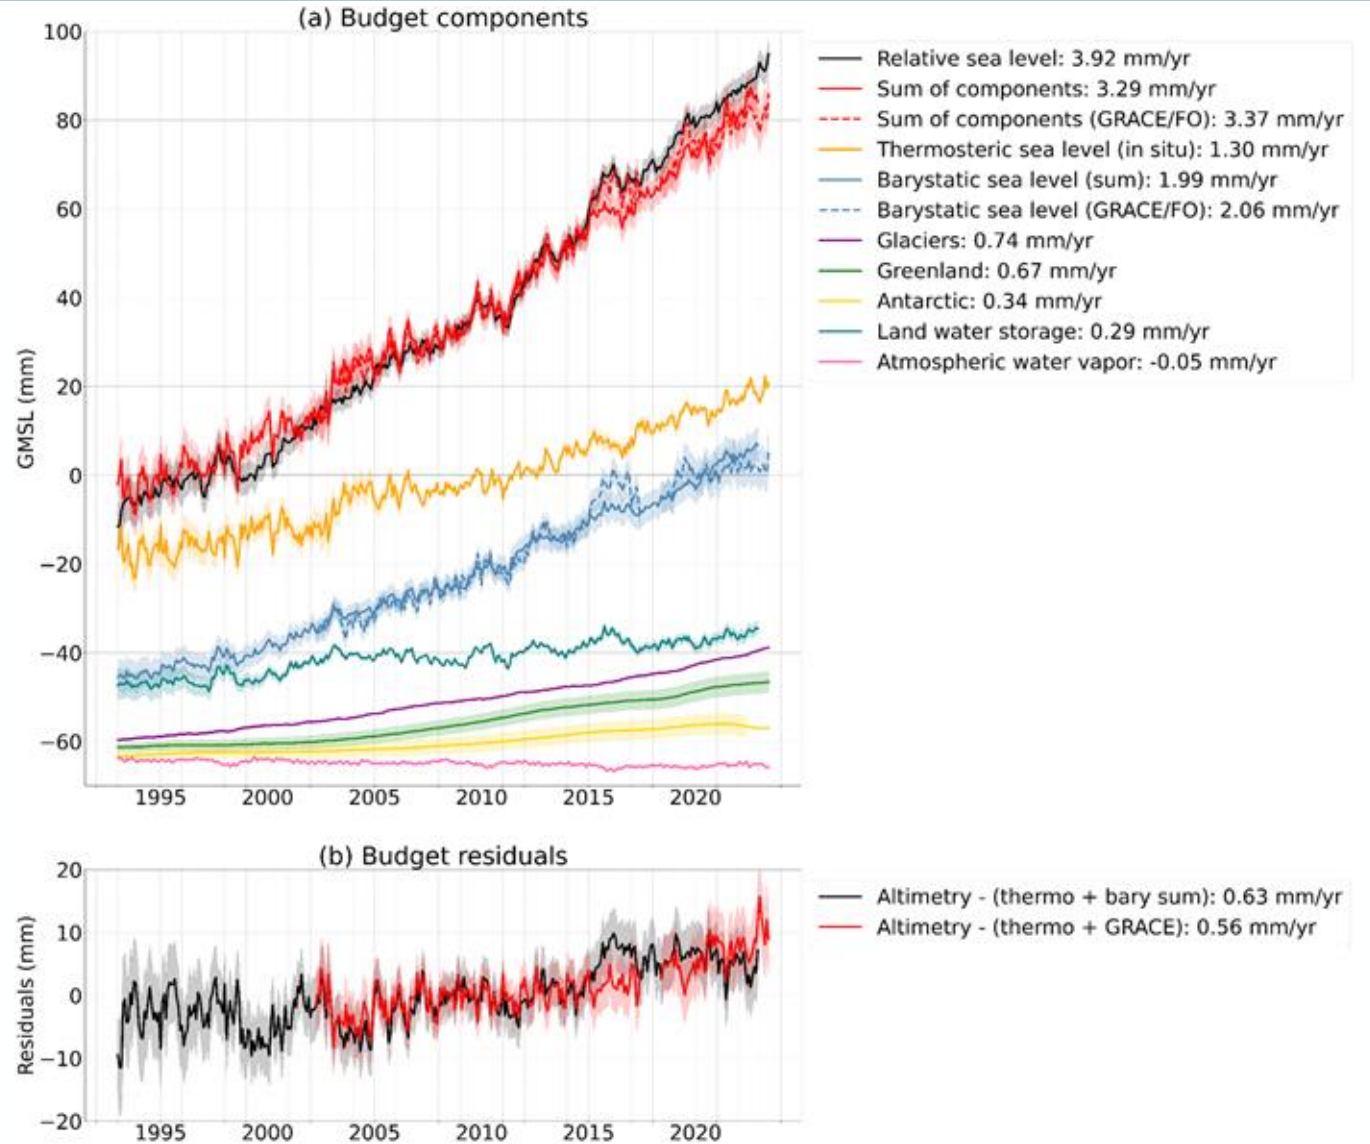 (a) Budget components
100
80
60
40
20
0
−20
−40
−60
GMSL (mm)
1995 2000 2005 2010 2015 2020
Relative sea level: 3.92 mm/yr
Sum of components: 3.29 mm/yr
Sum of components (GRACE/FO): 3.37 mm/yr
Thermosteric sea level (in situ): 1.30 mm/yr
Barystatic sea level (sum): 1.99 mm/yr
Barystatic sea level (GRACE/FO): 2.06 mm/yr
Glaciers: 0.74 mm/yr
Greenland: 0.67 mm/yr
Antarctic: 0.34 mm/yr
Land water storage: 0.29 mm/yr
Atmospheric water vapor: -0.05 mm/yr
(b) Budget residuals
20
10
0
−10
−20
Residuals (mm)
1995 2000 2005 2010 2015 2020
Altimetry - (thermo + bary sum): 0.63 mm/yr
Altimetry - (thermo + GRACE): 0.56 mm/yr